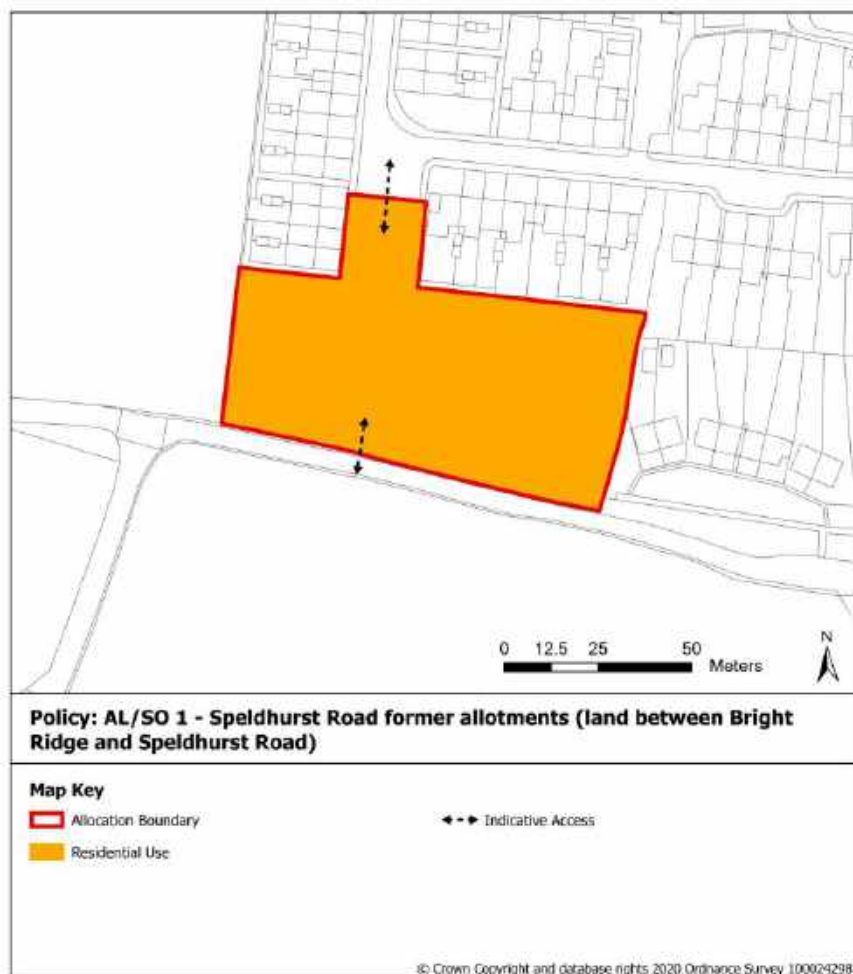 N
0 12.5 25 50
Meters
Policy: AL/SO 1 - Speldhurst Road former allotments (land between Bright
Ridge and Speldhurst Road)
Map Key
Allocation Boundary
Indicative Access
Residential Use
© Crown Copyright and database rights 2020 Ordnance Survey 100024298